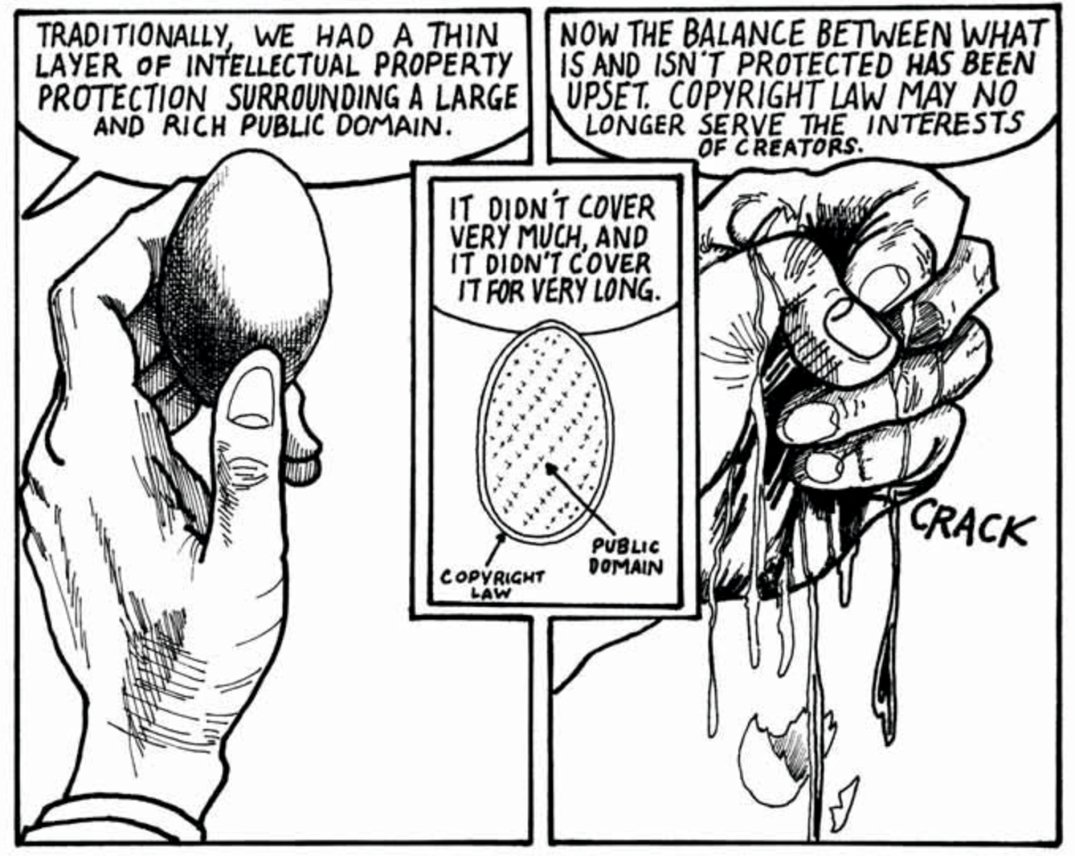 TRADITIONALLY, WE HAD A THIN
LAYER OF INTELLECTUAL PROPERTY
PROTECTION SURROUNDING A LARGE
AND RICH PUBLIC DOMAIN.
IT DIDN'T COVER
VERY MUCH, AND
IT DIDN'T COVER
IT FOR VERY LONG.
PUBLIC
DOMAIN
COPYRIGHT
LAW
NOW THE BALANCE BETWEEN WHAT
IS AND ISN'T PROTECTED HAS BEEN
UPSET. COPYRIGHT LAW MAY NO
LONGER SERVE THE INTERESTS
OF CREATORS.
CRACK